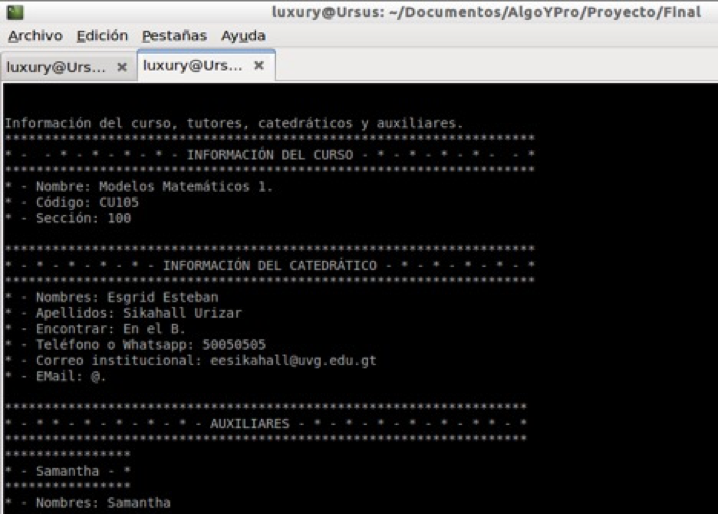 luxury@Ursus: ~/Documentos/AlgoYPro/Proyecto/Final
Archivo Edición Pestañas Ayuda
luxury@Urs... × luxury@Urs... ×
Información del curso, tutores, catedráticos y auxiliares.
*******************************************************************
* - - * - * - * - * - INFORMACIÓN DEL CURSO - * - * - * - * - - *
*******************************************************************
* - Nombre: Modelos Matemáticos 1.
* - Código: CU105
* - Sección: 100
*******************************************************************
* - * - * - * - * - * - INFORMACIÓN DEL CATEDRÁTICO - * - * - * - * - *
*******************************************************************
* - Nombres: Esgrid Esteban
* - Apellidos: Sikahall Urizar
* - Encontrar: En el B.
* - Teléfono o Whatsapp: 50050505
* - Correo institucional: eesikahall@uvg.edu.gt
* - EMail: @.
******************************************************************
* - * * - * - * - * - * - AUXILIARES - * - * - * - * - * - * - *
******************************************************************
****************
* - Samantha - *
****************
* - Nombres: Samantha